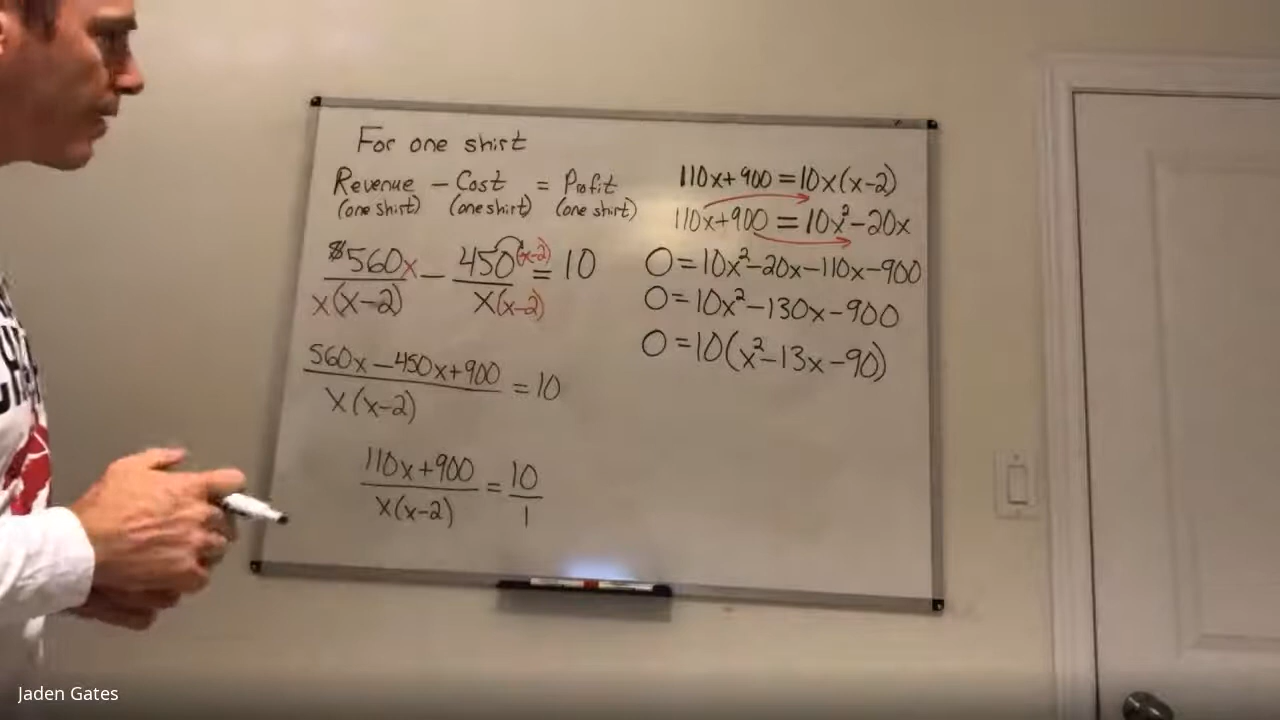 For one shirt
Revenue - Cost = Profit
(one shirt) (one shirt) (one shirt)
$560x/x(x-2) - 450(x-2)/x(x-2) = 10
560x-450x+900/x(x-2) = 10
110x+900/x(x-2) = 10/1
110x+900=10x(x-2)
110x+900=10x²-20x
0=10x²-20x-110x-900
0=10x²-130x-900
0=10(x²-13x-90)
Jaden Gates